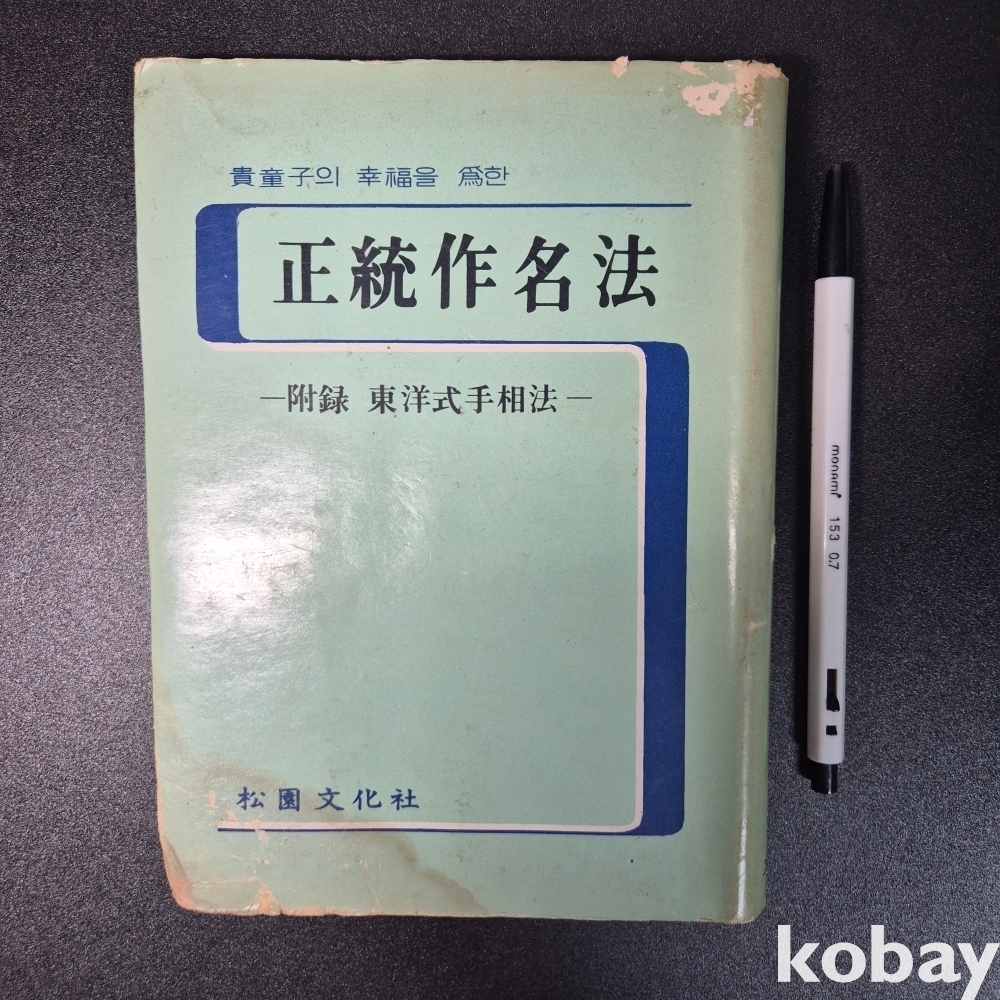 貴童子의 幸福을 爲한
正統作名法
—附録 東洋式手相法—
松園文化社
monami 153 0.7
kobay